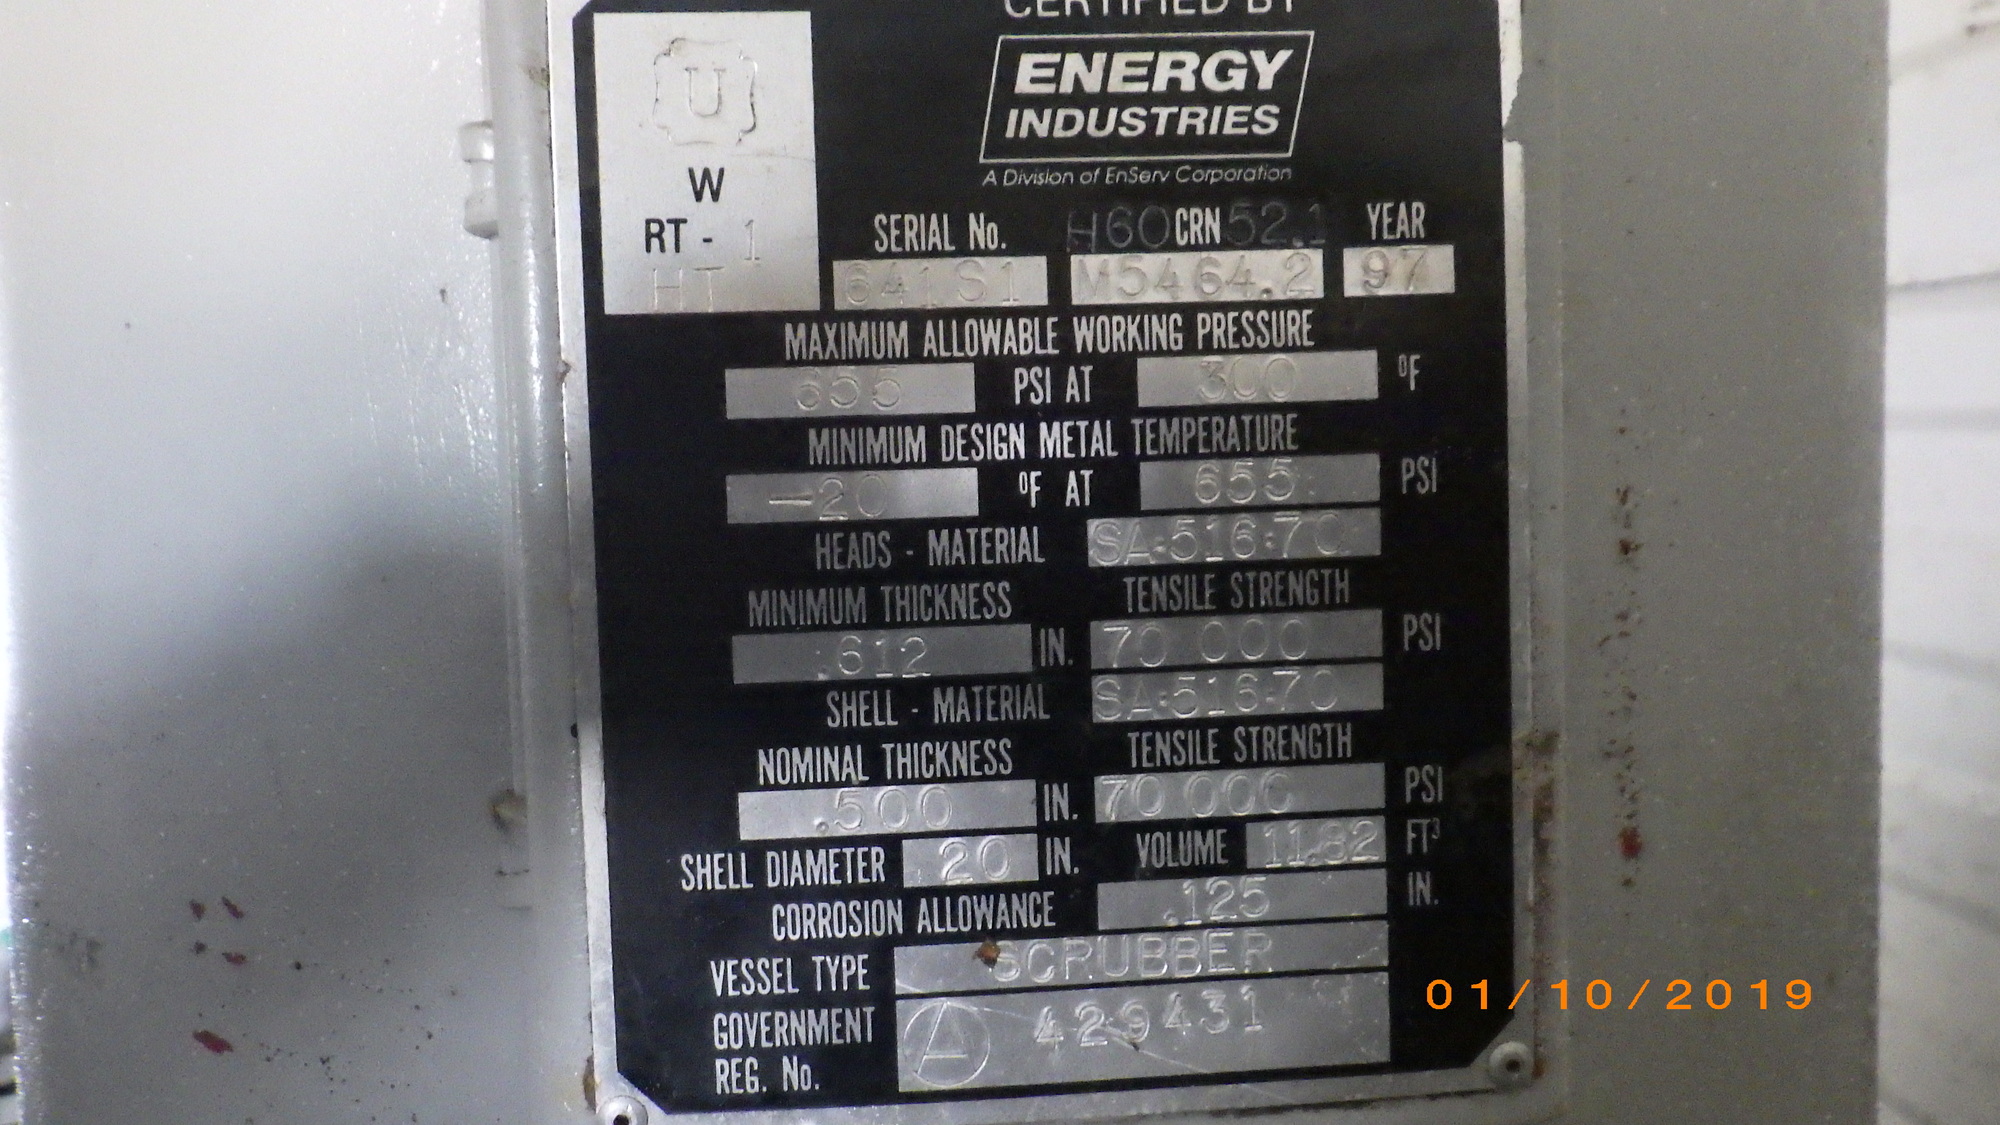 CERTIFIED BY
ENERGY
INDUSTRIES
A Division of EnServ Corporation
U
W
RT - 1
HT
SERIAL No. H60 CRN 52.1 YEAR
641S1 M5464.2 97
MAXIMUM ALLOWABLE WORKING PRESSURE
655 PSI AT 300 °F
MINIMUM DESIGN METAL TEMPERATURE
-20 °F AT 655 PSI
HEADS - MATERIAL SA-516-70
MINIMUM THICKNESS TENSILE STRENGTH
.612 IN. 70 000 PSI
SHELL - MATERIAL SA-516-70
NOMINAL THICKNESS TENSILE STRENGTH
.500 IN. 70 000 PSI
SHELL DIAMETER 20 IN. VOLUME 11.82 FT³
CORROSION ALLOWANCE .125 IN.
VESSEL TYPE SCRUBBER
GOVERNMENT
REG. No. A 429431
01/10/2019